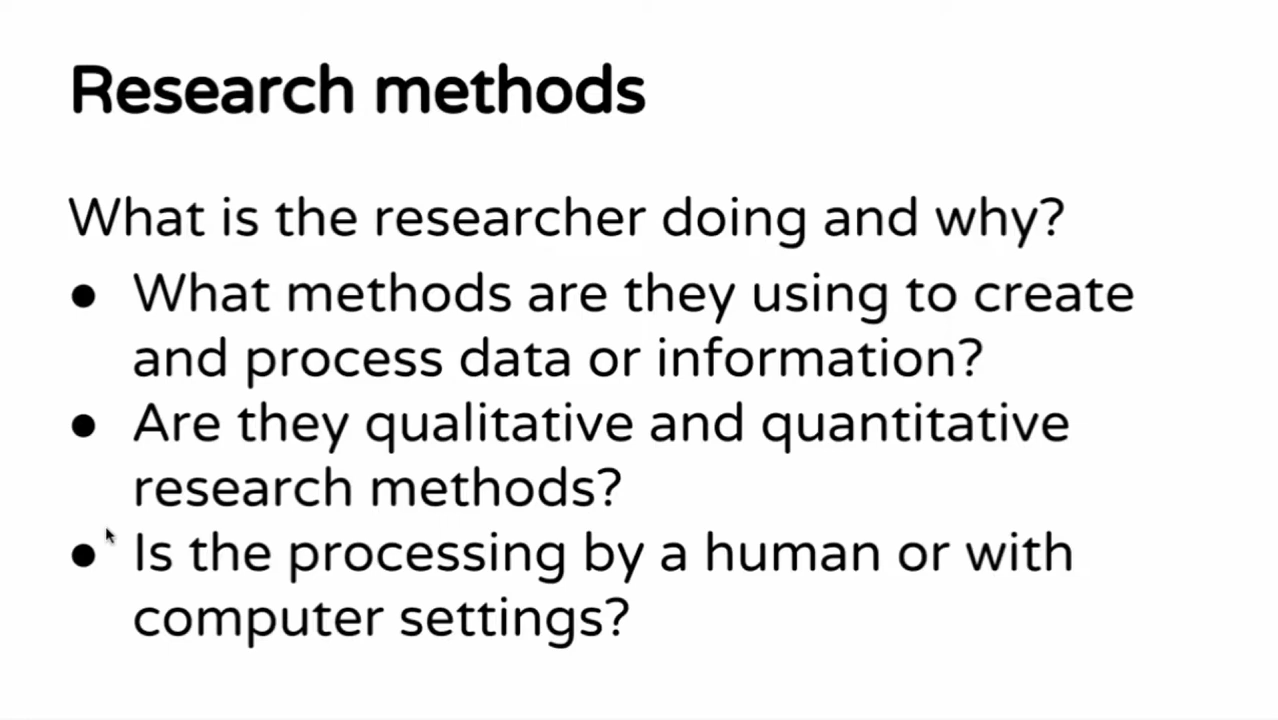 Research methods
What is the researcher doing and why?
● What methods are they using to create
and process data or information?
● Are they qualitative and quantitative
research methods?
● Is the processing by a human or with
computer settings?